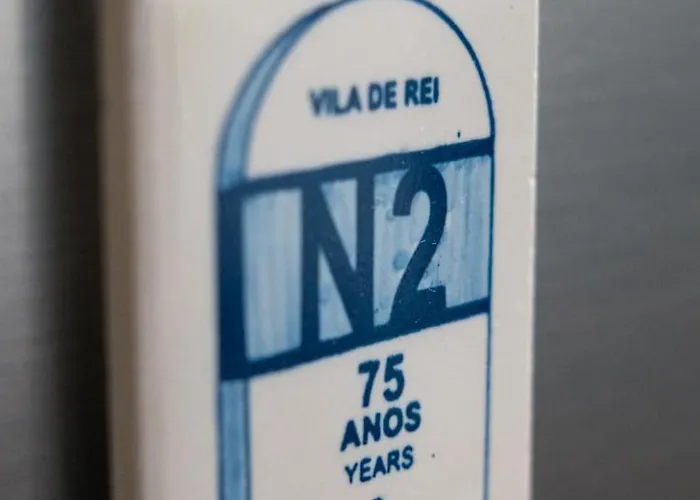 VILA DE REI
N2
75
ANOS
YEARS